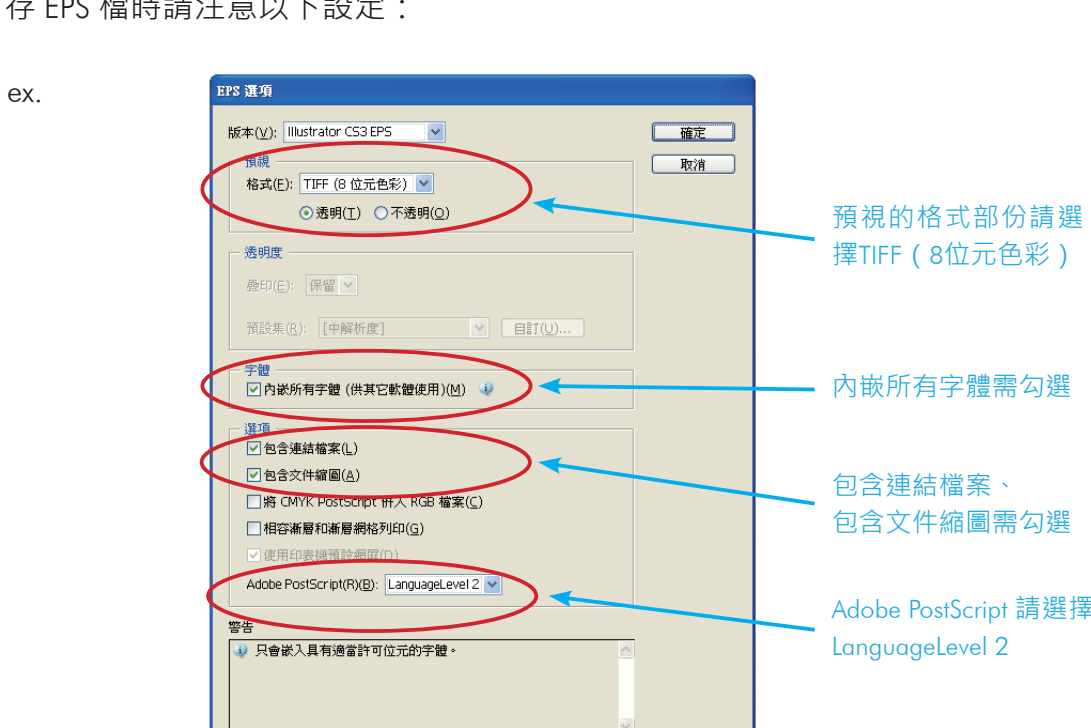 存 EPS 檔時請注意以下設定：
ex.
EPS 選項
版本(V): Illustrator CS3 EPS
確定
取消
預視
格式(F): TIFF (8 位元色彩)
透明(T) 不透明(O)
預視的格式部份請選
擇TIFF（8位元色彩）
透明度
疊印(E): 保留
預設集(R): [中解析度] 自訂(U)...
字體
內嵌所有字體 (供其它軟體使用)(M)
內嵌所有字體需勾選
選項
包含連結檔案(L)
包含文件縮圖(A)
將 CMYK PostScript 併入 RGB 檔案(C)
相容漸層和漸層網格列印(G)
使用印表機預設網屏(D)
Adobe PostScript(R)(B): LanguageLevel 2
包含連結檔案、
包含文件縮圖需勾選
Adobe PostScript 請選擇
LanguageLevel 2
警告
只會嵌入具有適當許可位元的字體。